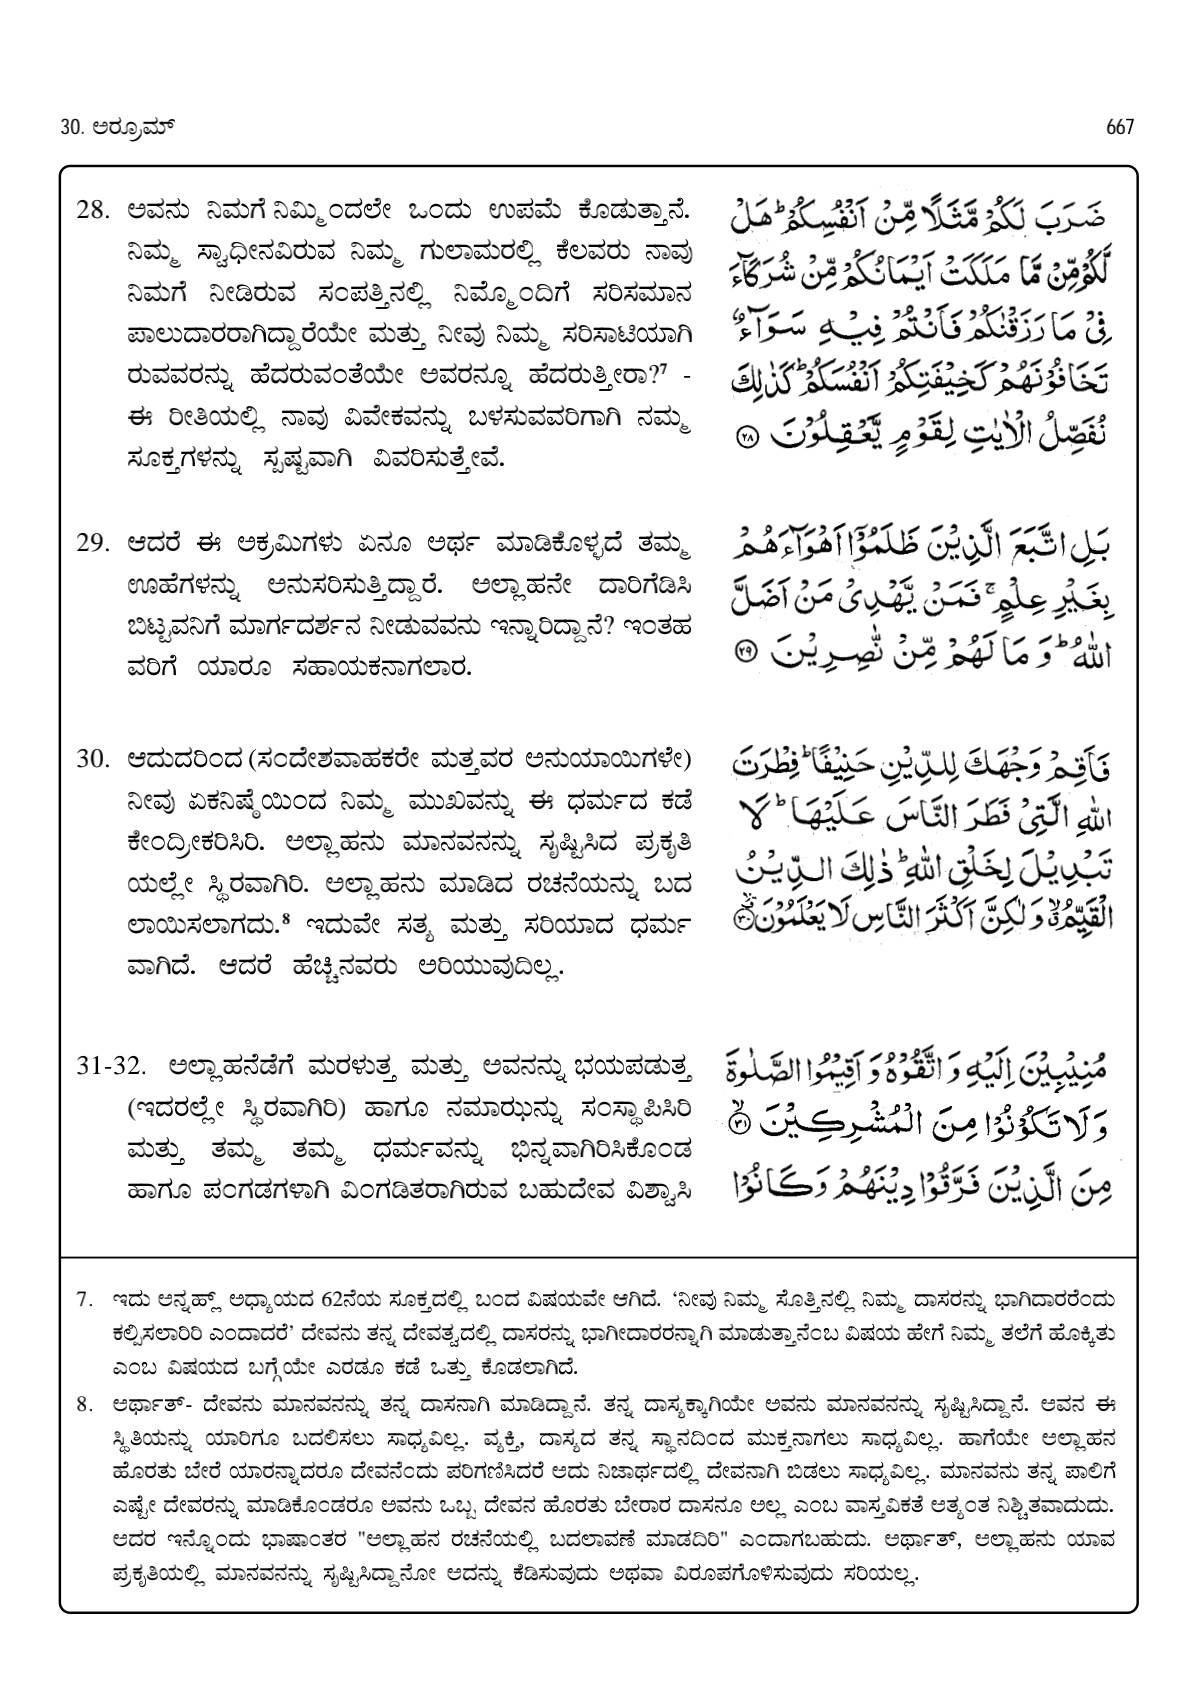 30. ಅರ‍್ರೂಮ್ 667
28. ಅವನು ನಿಮಗೆ ನಿಮ್ಮಿಂದಲೇ ಒಂದು ಉಪಮೆ ಕೊಡುತ್ತಾನೆ.
ನಿಮ್ಮ ಸ್ವಾಧೀನವಿರುವ ನಿಮ್ಮ ಗುಲಾಮರಲ್ಲಿ ಕೆಲವರು ನಾವು
ನಿಮಗೆ ನೀಡಿರುವ ಸಂಪತ್ತಿನಲ್ಲಿ ನಿಮ್ಮೊಂದಿಗೆ ಸರಿಸಮಾನ
ಪಾಲುದಾರರಾಗಿದ್ದಾರೆಯೇ ಮತ್ತು ನೀವು ನಿಮ್ಮ ಸರಿಸಾಟಿಯಾಗಿ
ರುವವರನ್ನು ಹೆದರುವಂತೆಯೇ ಅವರನ್ನೂ ಹೆದರುತ್ತೀರಾ?⁷ -
ಈ ರೀತಿಯಲ್ಲಿ ನಾವು ವಿವೇಕವನ್ನು ಬಳಸುವವರಿಗಾಗಿ ನಮ್ಮ
ಸೂಕ್ತಗಳನ್ನು ಸ್ಪಷ್ಟವಾಗಿ ವಿವರಿಸುತ್ತೇವೆ.
ضَرَبَ لَكُمْ مَّثَلًا مِّنْ اَنْفُسِكُمْ ؕ هَلْ
لَّكُمْ مِّنْ مَّا مَلَكَتْ اَيْمَانُكُمْ مِّنْ شُرَكَآءَ
فِىْ مَا رَزَقْنٰكُمْ فَاَنْتُمْ فِيْهِ سَوَآءٌ
تَخَافُوْنَهُمْ كَخِيْفَتِكُمْ اَنْفُسَكُمْ ؕ كَذٰلِكَ
نُفَصِّلُ الْاٰيٰتِ لِقَوْمٍ يَّعْقِلُوْنَ ۲۸
29. ಆದರೆ ಈ ಅಕ್ರಮಿಗಳು ಏನೂ ಅರ್ಥ ಮಾಡಿಕೊಳ್ಳದೆ ತಮ್ಮ
ಊಹೆಗಳನ್ನು ಅನುಸರಿಸುತ್ತಿದ್ದಾರೆ. ಅಲ್ಲಾಹನೇ ದಾರಿಗೆಡಿಸಿ
ಬಿಟ್ಟವನಿಗೆ ಮಾರ್ಗದರ್ಶನ ನೀಡುವವನು ಇನ್ನಾರಿದ್ದಾನೆ? ಇಂತಹ
ವರಿಗೆ ಯಾರೂ ಸಹಾಯಕನಾಗಲಾರ.
بَلِ اتَّبَعَ الَّذِيْنَ ظَلَمُوْۤا اَهْوَآءَهُمْ
بِغَيْرِ عِلْمٍ ۚ فَمَنْ يَّهْدِىْ مَنْ اَضَلَّ
اللّٰهُ ؕ وَمَا لَهُمْ مِّنْ نّٰصِرِيْنَ ۲۹
30. ಆದುದರಿಂದ (ಸಂದೇಶವಾಹಕರೇ ಮತ್ತವರ ಅನುಯಾಯಿಗಳೇ)
ನೀವು ಏಕನಿಷ್ಠೆಯಿಂದ ನಿಮ್ಮ ಮುಖವನ್ನು ಈ ಧರ್ಮದ ಕಡೆ
ಕೇಂದ್ರೀಕರಿಸಿರಿ. ಅಲ್ಲಾಹನು ಮಾನವನನ್ನು ಸೃಷ್ಟಿಸಿದ ಪ್ರಕೃತಿ
ಯಲ್ಲೇ ಸ್ಥಿರವಾಗಿರಿ. ಅಲ್ಲಾಹನು ಮಾಡಿದ ರಚನೆಯನ್ನು ಬದ
ಲಾಯಿಸಲಾಗದು.⁸ ಇದುವೇ ಸತ್ಯ ಮತ್ತು ಸರಿಯಾದ ಧರ್ಮ
ವಾಗಿದೆ. ಆದರೆ ಹೆಚ್ಚಿನವರು ಅರಿಯುವುದಿಲ್ಲ.
فَاَقِمْ وَجْهَكَ لِلدِّيْنِ حَنِيْفًا ؕ فِطْرَتَ
اللّٰهِ الَّتِىْ فَطَرَ النَّاسَ عَلَيْهَا ؕ لَا
تَبْدِيْلَ لِخَلْقِ اللّٰهِ ؕ ذٰلِكَ الدِّيْنُ
الْقَيِّمُ ۙ وَلٰكِنَّ اَكْثَرَ النَّاسِ لَا يَعْلَمُوْنَ ۙ ۳۰
31-32. ಅಲ್ಲಾಹನೆಡೆಗೆ ಮರಳುತ್ತ ಮತ್ತು ಅವನನ್ನು ಭಯಪಡುತ್ತ
(ಇದರಲ್ಲೇ ಸ್ಥಿರವಾಗಿರಿ) ಹಾಗೂ ನಮಾಝನ್ನು ಸಂಸ್ಥಾಪಿಸಿರಿ
ಮತ್ತು ತಮ್ಮ ತಮ್ಮ ಧರ್ಮವನ್ನು ಭಿನ್ನವಾಗಿರಿಸಿಕೊಂಡ
ಹಾಗೂ ಪಂಗಡಗಳಾಗಿ ವಿಂಗಡಿತರಾಗಿರುವ ಬಹುದೇವ ವಿಶ್ವಾಸಿ
مُنِيْبِيْنَ اِلَيْهِ وَاتَّقُوْهُ وَاَقِيْمُوا الصَّلٰوةَ
وَلَا تَكُوْنُوْا مِنَ الْمُشْرِكِيْنَ ۙ ۳۱
مِنَ الَّذِيْنَ فَرَّقُوْا دِيْنَهُمْ وَكَانُوْا
7. ಇದು ಅನ್ನಹ್ಲ್ ಅಧ್ಯಾಯದ 62ನೆಯ ಸೂಕ್ತದಲ್ಲಿ ಬಂದ ವಿಷಯವೇ ಆಗಿದೆ. ‘ನೀವು ನಿಮ್ಮ ಸೊತ್ತಿನಲ್ಲಿ ನಿಮ್ಮ ದಾಸರನ್ನು ಭಾಗಿದಾರರೆಂದು
ಕಲ್ಪಿಸಲಾರಿರಿ ಎಂದಾದರೆ’ ದೇವನು ತನ್ನ ದೇವತ್ವದಲ್ಲಿ ದಾಸರನ್ನು ಭಾಗೀದಾರರನ್ನಾಗಿ ಮಾಡುತ್ತಾನೆಂಬ ವಿಷಯ ಹೇಗೆ ನಿಮ್ಮ ತಲೆಗೆ ಹೊಕ್ಕಿತು
ಎಂಬ ವಿಷಯದ ಬಗ್ಗೆಯೇ ಎರಡೂ ಕಡೆ ಒತ್ತು ಕೊಡಲಾಗಿದೆ.
8. ಅರ್ಥಾತ್- ದೇವನು ಮಾನವನನ್ನು ತನ್ನ ದಾಸನಾಗಿ ಮಾಡಿದ್ದಾನೆ. ತನ್ನ ದಾಸ್ಯಕ್ಕಾಗಿಯೇ ಅವನು ಮಾನವನನ್ನು ಸೃಷ್ಟಿಸಿದ್ದಾನೆ. ಅವನ ಈ
ಸ್ಥಿತಿಯನ್ನು ಯಾರಿಗೂ ಬದಲಿಸಲು ಸಾಧ್ಯವಿಲ್ಲ. ವ್ಯಕ್ತಿ, ದಾಸ್ಯದ ತನ್ನ ಸ್ಥಾನದಿಂದ ಮುಕ್ತನಾಗಲು ಸಾಧ್ಯವಿಲ್ಲ. ಹಾಗೆಯೇ ಅಲ್ಲಾಹನ
ಹೊರತು ಬೇರೆ ಯಾರನ್ನಾದರೂ ದೇವನೆಂದು ಪರಿಗಣಿಸಿದರೆ ಅದು ನಿಜಾರ್ಥದಲ್ಲಿ ದೇವನಾಗಿ ಬಿಡಲು ಸಾಧ್ಯವಿಲ್ಲ. ಮಾನವನು ತನ್ನ ಪಾಲಿಗೆ
ಎಷ್ಟೇ ದೇವರನ್ನು ಮಾಡಿಕೊಂಡರೂ ಅವನು ಒಬ್ಬ ದೇವನ ಹೊರತು ಬೇರಾರ ದಾಸನೂ ಅಲ್ಲ ಎಂಬ ವಾಸ್ತವಿಕತೆ ಅತ್ಯಂತ ನಿಶ್ಚಿತವಾದುದು.
ಅದರ ಇನ್ನೊಂದು ಭಾಷಾಂತರ "ಅಲ್ಲಾಹನ ರಚನೆಯಲ್ಲಿ ಬದಲಾವಣೆ ಮಾಡದಿರಿ" ಎಂದಾಗಬಹುದು. ಅರ್ಥಾತ್, ಅಲ್ಲಾಹನು ಯಾವ
ಪ್ರಕೃತಿಯಲ್ಲಿ ಮಾನವನನ್ನು ಸೃಷ್ಟಿಸಿದ್ದಾನೋ ಅದನ್ನು ಕೆಡಿಸುವುದು ಅಥವಾ ವಿರೂಪಗೊಳಿಸುವುದು ಸರಿಯಲ್ಲ.